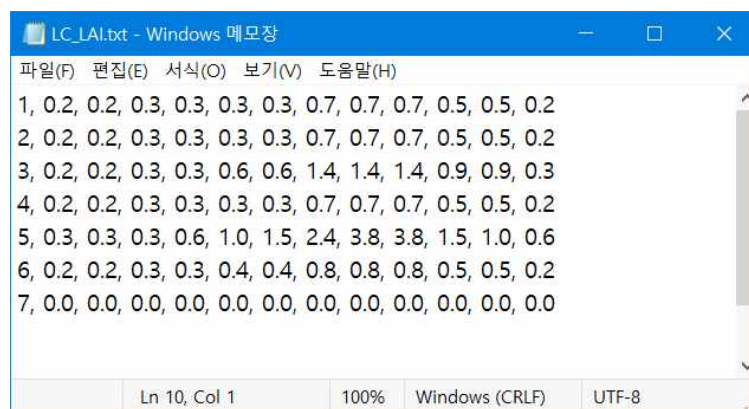 LC_LAI.txt - Windows 메모장
파일(F) 편집(E) 서식(O) 보기(V) 도움말(H)
1, 0.2, 0.2, 0.3, 0.3, 0.3, 0.3, 0.7, 0.7, 0.7, 0.5, 0.5, 0.2
2, 0.2, 0.2, 0.3, 0.3, 0.3, 0.3, 0.7, 0.7, 0.7, 0.5, 0.5, 0.2
3, 0.2, 0.2, 0.3, 0.3, 0.6, 0.6, 1.4, 1.4, 1.4, 0.9, 0.9, 0.3
4, 0.2, 0.2, 0.3, 0.3, 0.3, 0.3, 0.7, 0.7, 0.7, 0.5, 0.5, 0.2
5, 0.3, 0.3, 0.3, 0.6, 1.0, 1.5, 2.4, 3.8, 3.8, 1.5, 1.0, 0.6
6, 0.2, 0.2, 0.3, 0.3, 0.4, 0.4, 0.8, 0.8, 0.8, 0.5, 0.5, 0.2
7, 0.0, 0.0, 0.0, 0.0, 0.0, 0.0, 0.0, 0.0, 0.0, 0.0, 0.0, 0.0
Ln 10, Col 1 100% Windows (CRLF) UTF-8